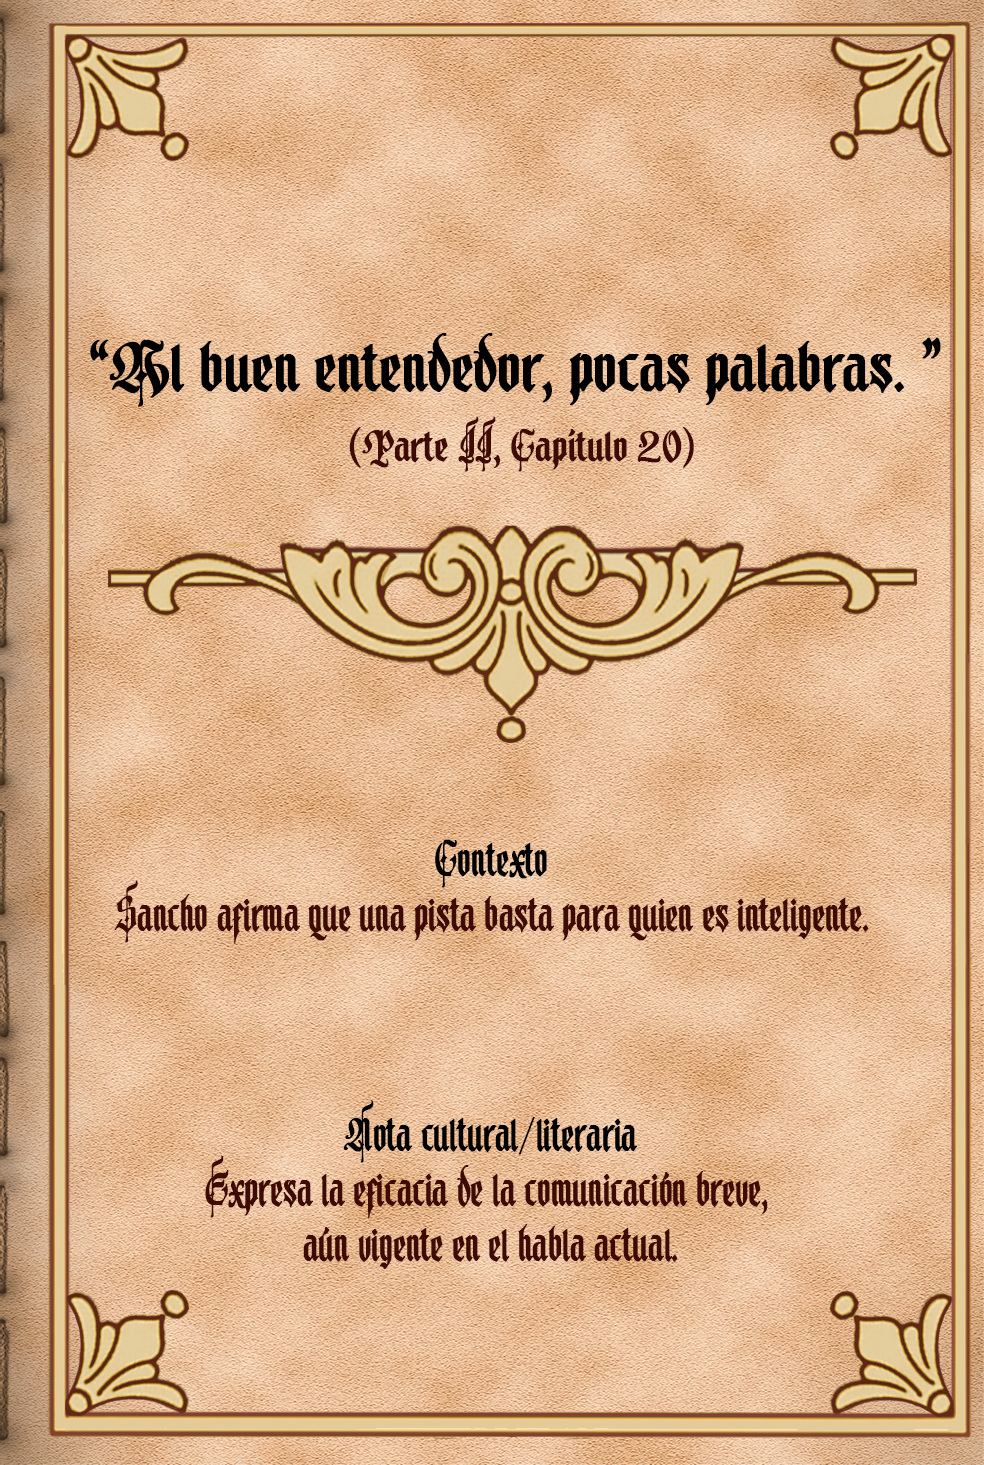 “Al buen entendedor, pocas palabras. ”
(Parte II, Capítulo 20)
Contexto
Sancho afirma que una pista basta para quien es inteligente.
Nota cultural/literaria
Expresa la eficacia de la comunicación breve,
aún vigente en el habla actual.